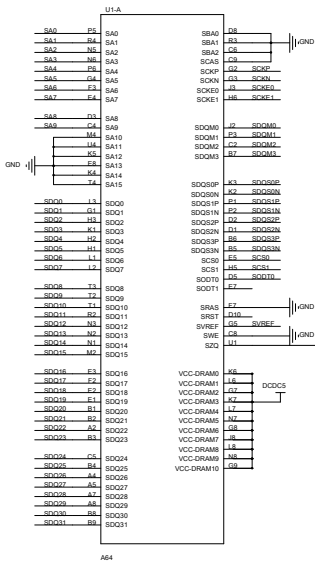 U1-A
SA0 P5 SA0
SA1 R4 SA1
SA2 N5 SA2
SA3 N6 SA3
SA4 P6 SA4
SA5 G4 SA5
SA6 F3 SA6
SA7 E4 SA7
SA8 D3 SA8
SA9 C4 SA9
M4 SA10
U4 SA11
K5 SA12
GND E8 SA13
K4 SA14
T4 SA15
SDQ0 L3 SDQ0
SDQ1 G1 SDQ1
SDQ2 H3 SDQ2
SDQ3 K1 SDQ3
SDQ4 H2 SDQ4
SDQ5 H1 SDQ5
SDQ6 L1 SDQ6
SDQ7 L2 SDQ7
SDQ8 T3 SDQ8
SDQ9 T2 SDQ9
SDQ10 T1 SDQ10
SDQ11 R2 SDQ11
SDQ12 N3 SDQ12
SDQ13 N2 SDQ13
SDQ14 N1 SDQ14
SDQ15 M2 SDQ15
SDQ16 E3 SDQ16
SDQ17 F2 SDQ17
SDQ18 E2 SDQ18
SDQ19 E1 SDQ19
SDQ20 B1 SDQ20
SDQ21 B2 SDQ21
SDQ22 A2 SDQ22
SDQ23 B3 SDQ23
SDQ24 C5 SDQ24
SDQ25 B4 SDQ25
SDQ26 A4 SDQ26
SDQ27 A5 SDQ27
SDQ28 A7 SDQ28
SDQ29 A8 SDQ29
SDQ30 B8 SDQ30
SDQ31 B9 SDQ31
SBA0 D8
SBA1 R3 GND
SBA2 C6
SCAS C9
SCKP G2 SCKP
SCKN G3 SCKN
SCKE0 J3 SCKE0
SCKE1 H6 SCKE1
SDQM0 J2 SDQM0
SDQM1 P3 SDQM1
SDQM2 C2 SDQM2
SDQM3 B7 SDQM3
SDQS0P K3 SDQS0P
SDQS0N K2 SDQS0N
SDQS1P P1 SDQS1P
SDQS1N P2 SDQS1N
SDQS2P D2 SDQS2P
SDQS2N D1 SDQS2N
SDQS3P B6 SDQS3P
SDQS3N B5 SDQS3N
SCS0 E5 SCS0
SCS1 H5 SCS1
SODT0 D5 SODT0
SODT1 E7
SRAS F7 GND
SRST D10
SVREF G5 SVREF
SWE C8 GND
SZQ U1
VCC-DRAM0 K6
VCC-DRAM1 L6
VCC-DRAM2 G7 DCDC5
VCC-DRAM3 K7
VCC-DRAM4 L7
VCC-DRAM5 N7
VCC-DRAM6 G8
VCC-DRAM7 J8
VCC-DRAM8 L8
VCC-DRAM9 N8
VCC-DRAM10 G9
A64